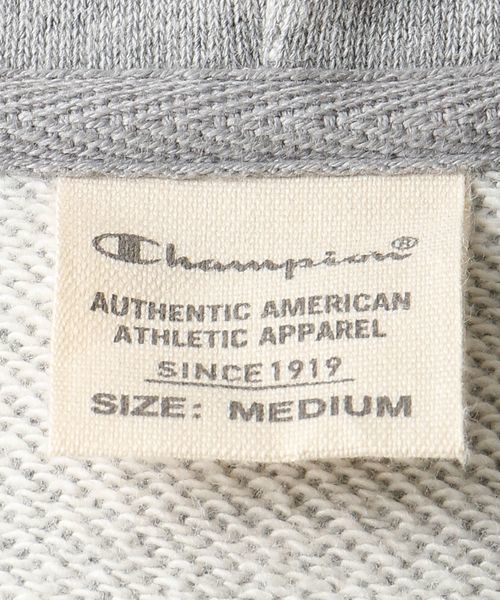 Champion®
AUTHENTIC AMERICAN
ATHLETIC APPAREL
SINCE 1919
SIZE: MEDIUM